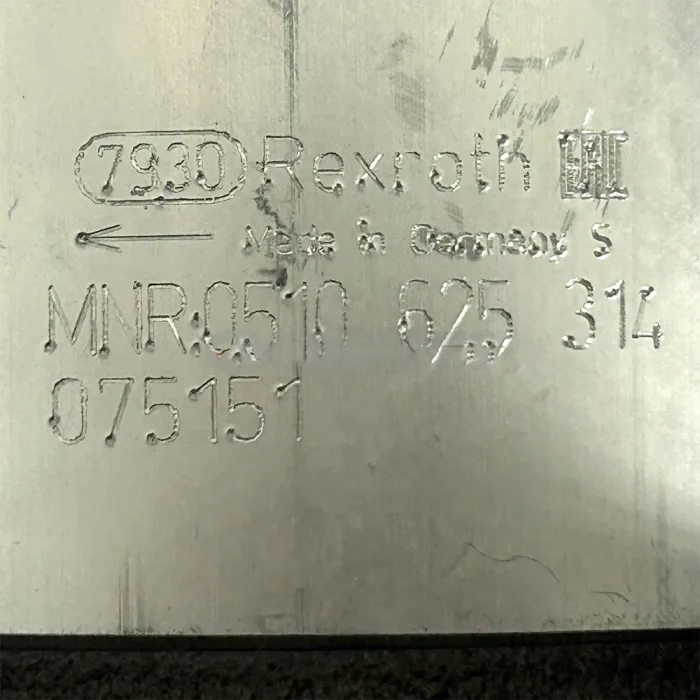 7930 Rexroth
Made in Germany S
MNR:0510 625 314
075151